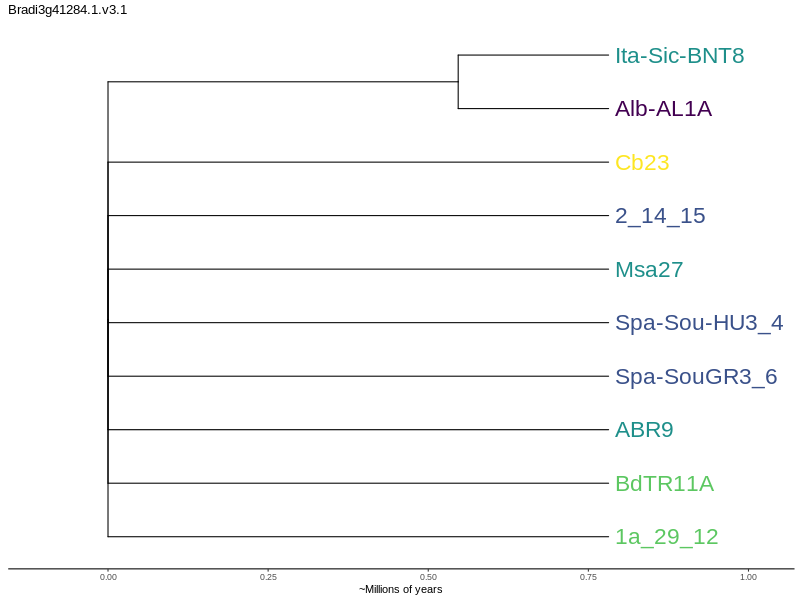 Bradi3g41284.1.v3.1
Ita-Sic-BNT8
Alb-AL1A
Cb23
2_14_15
Msa27
Spa-Sou-HU3_4
Spa-SouGR3_6
ABR9
BdTR11A
1a_29_12
0.00 0.25 0.50 0.75 1.00
~Millions of years